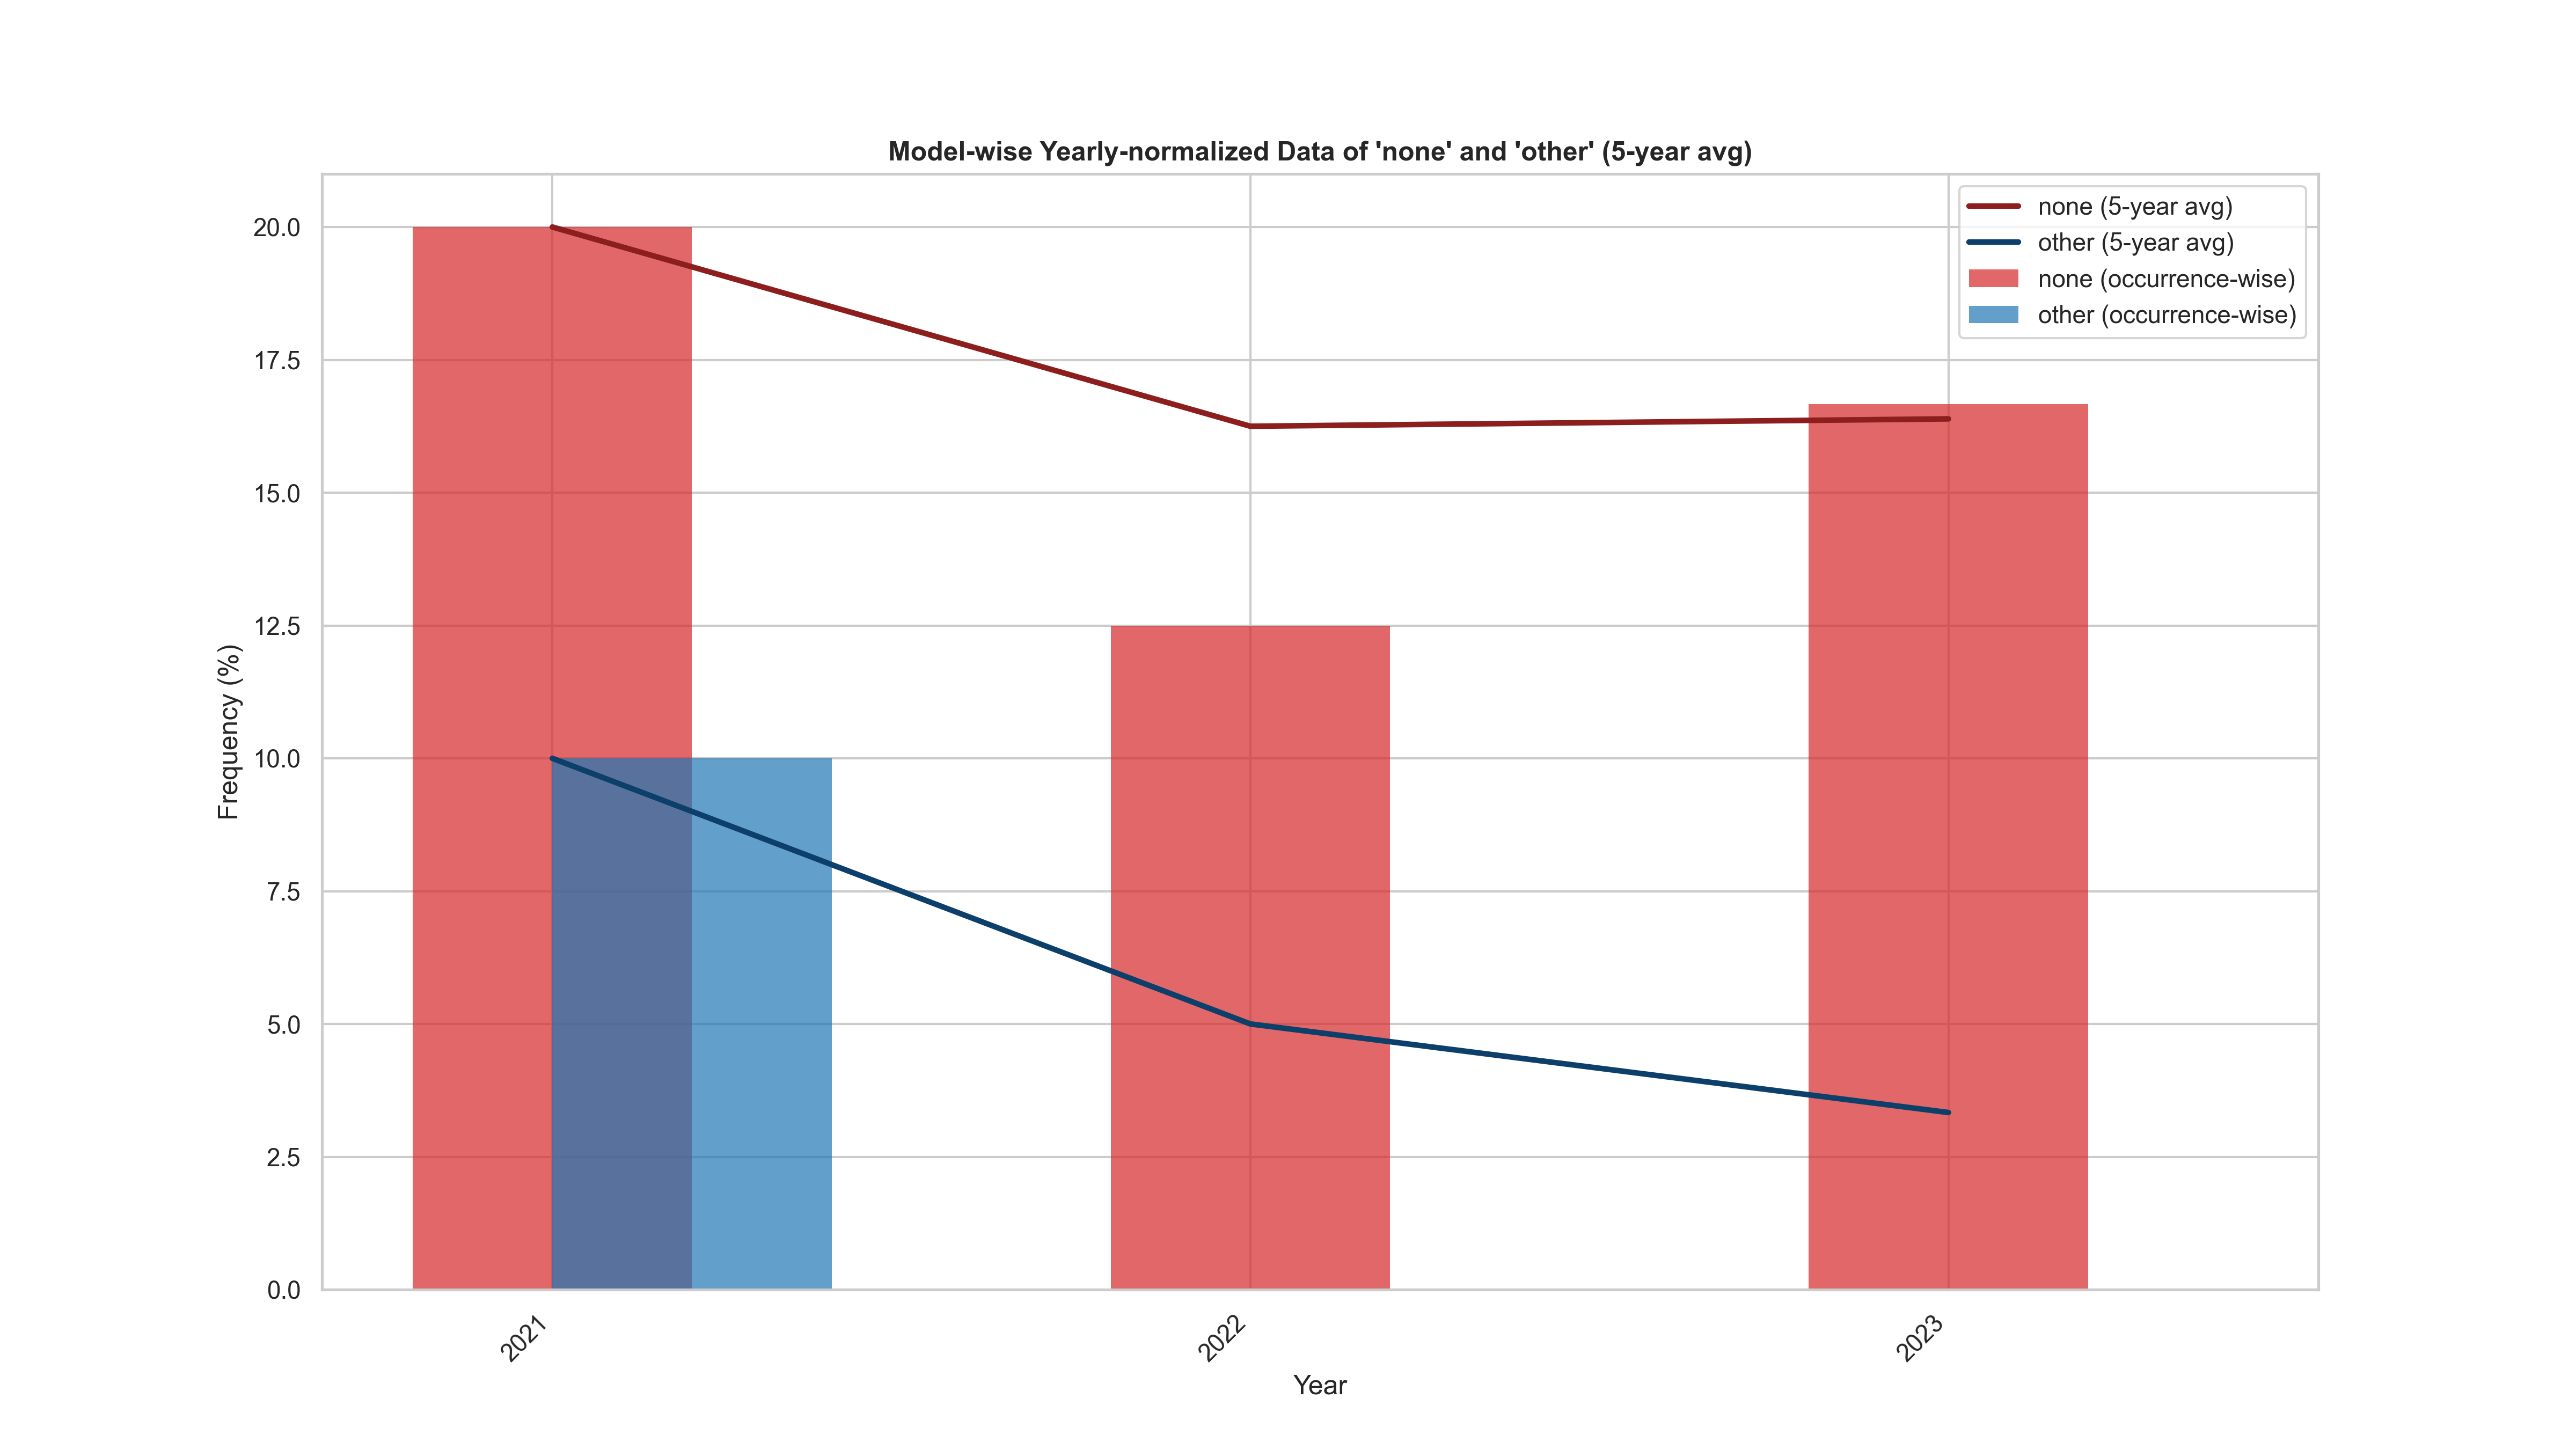 Model-wise Yearly-normalized Data of 'none' and 'other' (5-year avg)
none (5-year avg)
other (5-year avg)
none (occurrence-wise)
other (occurrence-wise)
Frequency (%)
20.0
17.5
15.0
12.5
10.0
7.5
5.0
2.5
0.0
2021
2022
2023
Year